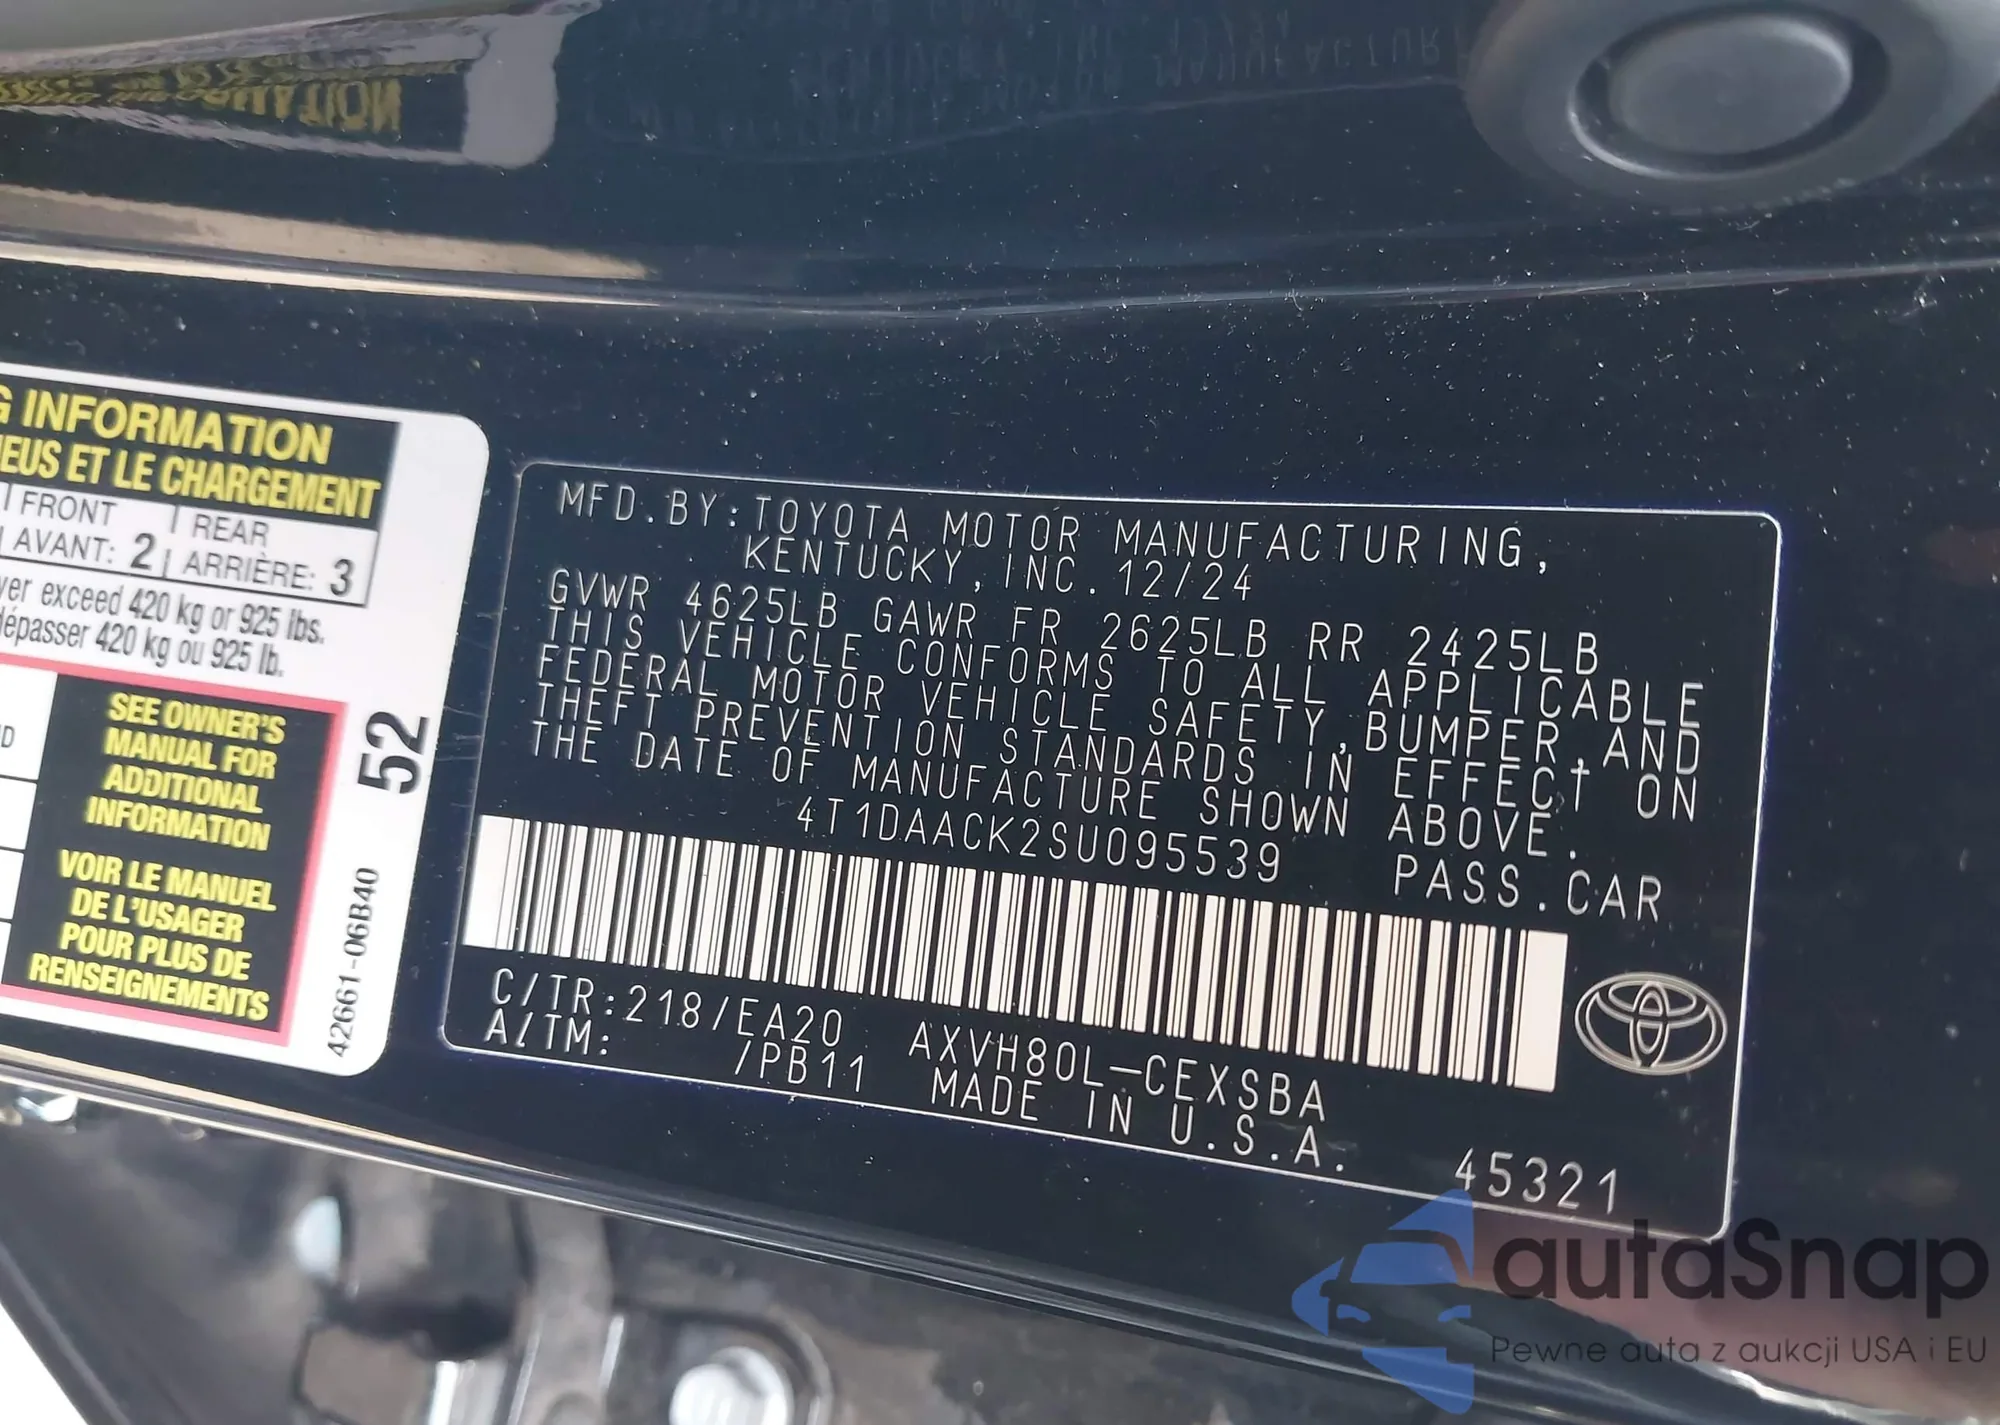 G INFORMATION
EUS ET LE CHARGEMENT
FRONT
AVANT: 2
REAR
ARRIÈRE: 3
yer exceed 420 kg or 925 lbs.
dépasser 420 kg ou 925 lb.
SEE OWNER'S
MANUAL FOR
ADDITIONAL
INFORMATION
VOIR LE MANUEL
DE L'USAGER
POUR PLUS DE
RENSEIGNEMENTS
52
42661-06B40
MFD. BY: TOYOTA MOTOR MANUFACTURING,
KENTUCKY, INC. 12/24
GVWR 4625LB GAWR FR 2625LB RR 2425LB
THIS VEHICLE CONFORMS TO ALL APPLICABLE
FEDERAL MOTOR VEHICLE SAFETY, BUMPER, AND
THEFT PREVENTION STANDARDS IN EFFECT ON
THE DATE OF MANUFACTURE SHOWN ABOVE.
4T1DAACK2SU095539 PASS. CAR
C/TR: 218/EA20 AXVH80L-CEXSBA
A/TM: /PB11 MADE IN U.S.A.
45321
autaSnap
Pewne auta z aukcji USA i EU